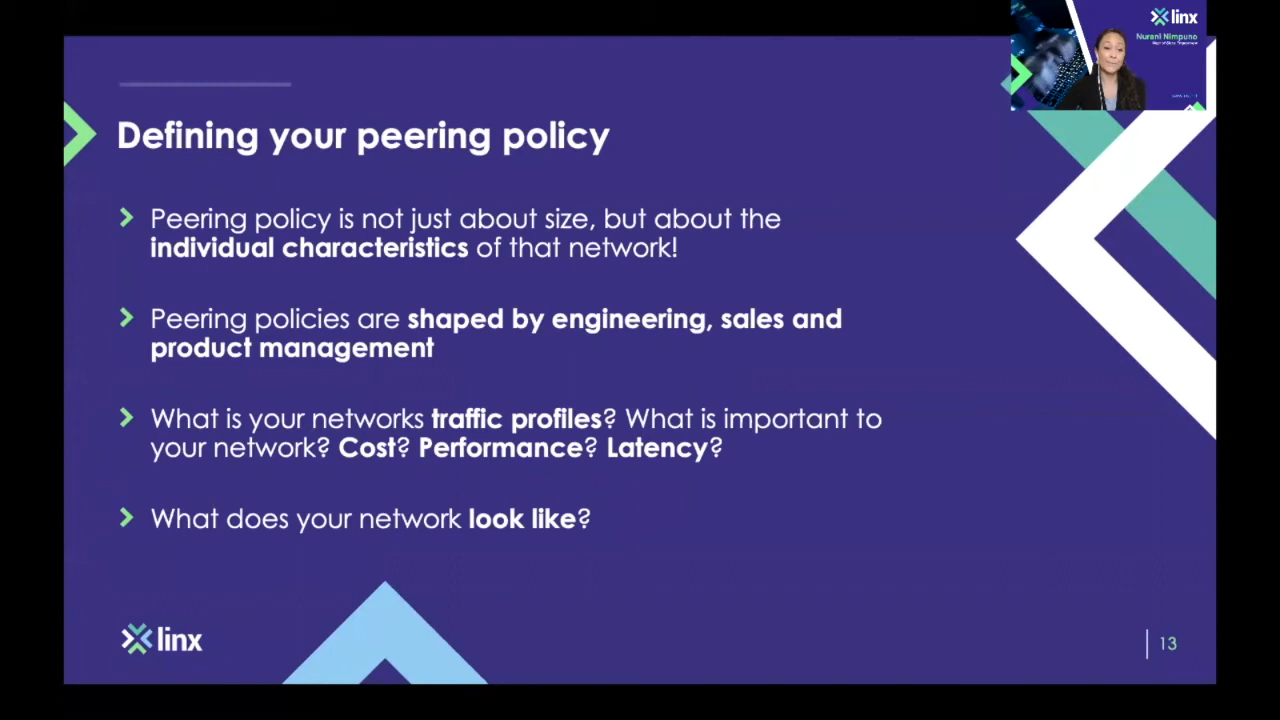 linx
Nurani Nimpuno
Defining your peering policy
Peering policy is not just about size, but about the
individual characteristics of that network!
Peering policies are shaped by engineering, sales and
product management
What is your networks traffic profiles? What is important to
your network? Cost? Performance? Latency?
What does your network look like?
linx
13